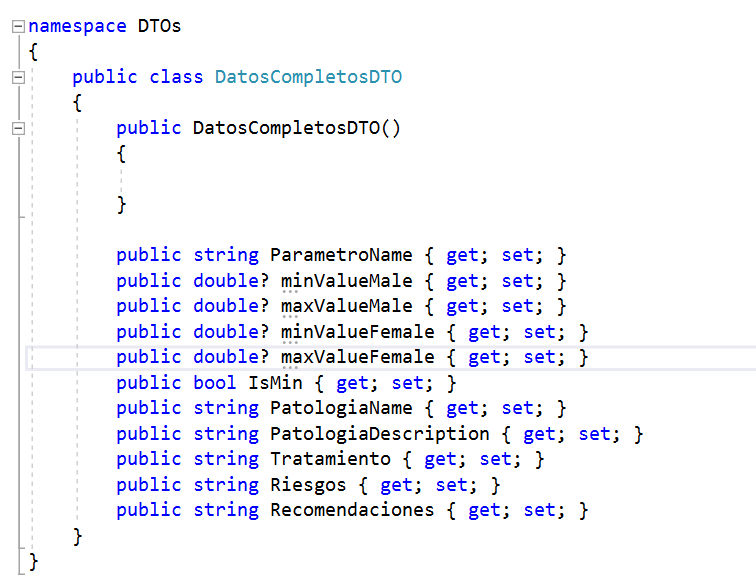 namespace DTOs
{
    public class DatosCompletosDTO
    {
        public DatosCompletosDTO()
        {

        }

        public string ParametroName { get; set; }
        public double? minValueMale { get; set; }
        public double? maxValueMale { get; set; }
        public double? minValueFemale { get; set; }
        public double? maxValueFemale { get; set; }
        public bool IsMin { get; set; }
        public string PatologiaName { get; set; }
        public string PatologiaDescription { get; set; }
        public string Tratamiento { get; set; }
        public string Riesgos { get; set; }
        public string Recomendaciones { get; set; }
    }
}